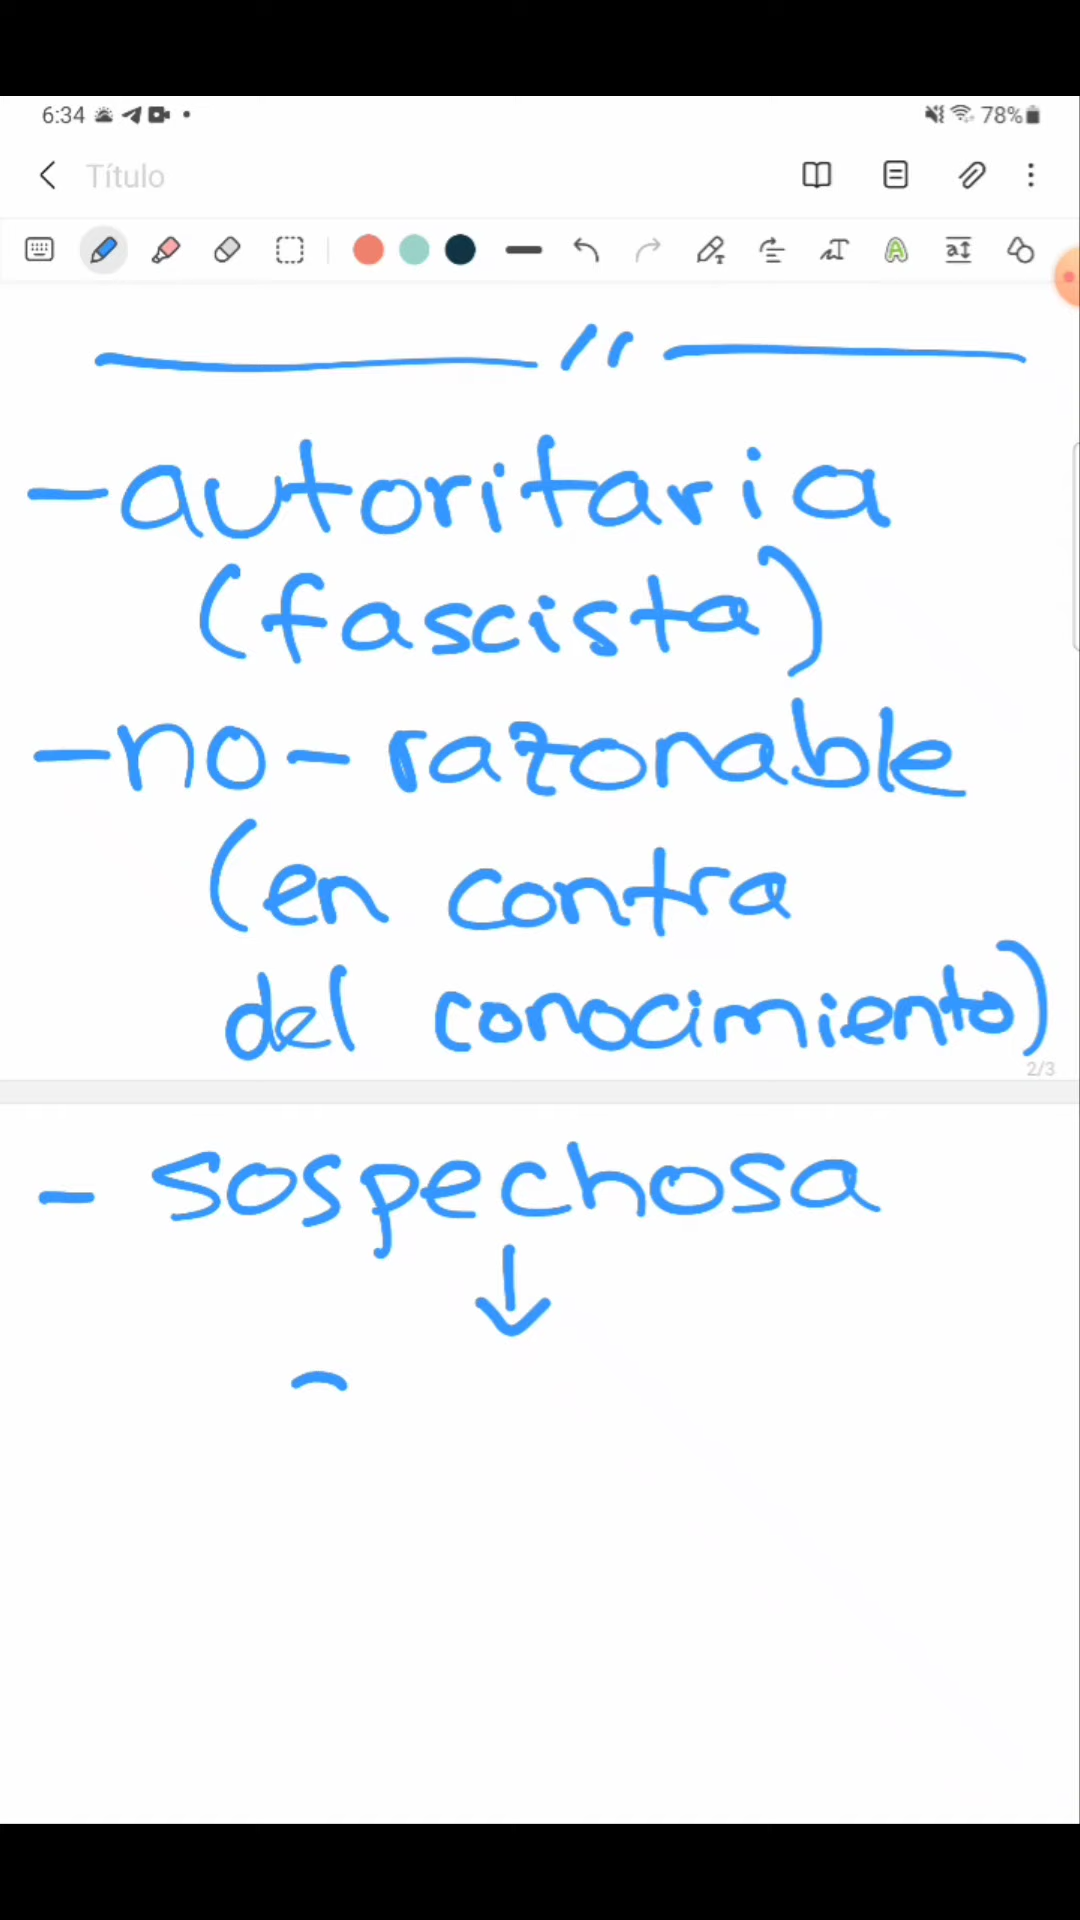 6:34
78%
Título
—— // ——
- autoritaria
(fascista)
- no - razonable
(en contra
del conocimiento)
2/3
- sospechosa
↓